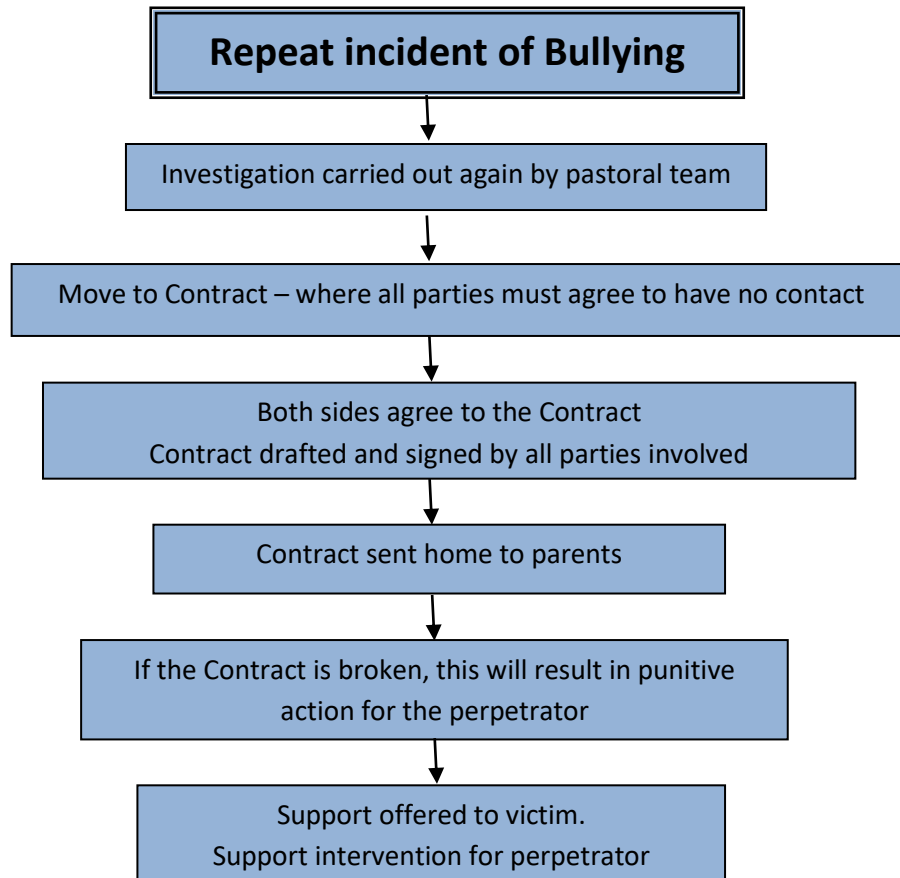 Repeat incident of Bullying
Investigation carried out again by pastoral team
Move to Contract – where all parties must agree to have no contact
Both sides agree to the Contract
Contract drafted and signed by all parties involved
Contract sent home to parents
If the Contract is broken, this will result in punitive
action for the perpetrator
Support offered to victim.
Support intervention for perpetrator